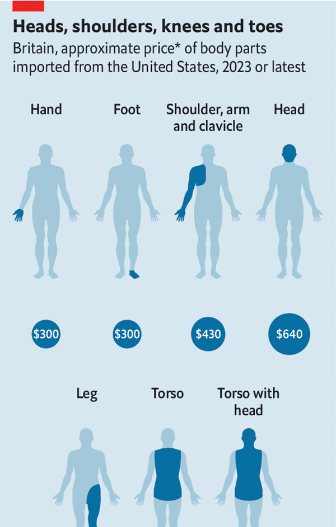 Heads, shoulders, knees and toes
Britain, approximate price* of body parts
imported from the United States, 2023 or latest
Hand
Foot
Shoulder, arm
and clavicle
Head
$300
$300
$430
$640
Leg
Torso
Torso with
head